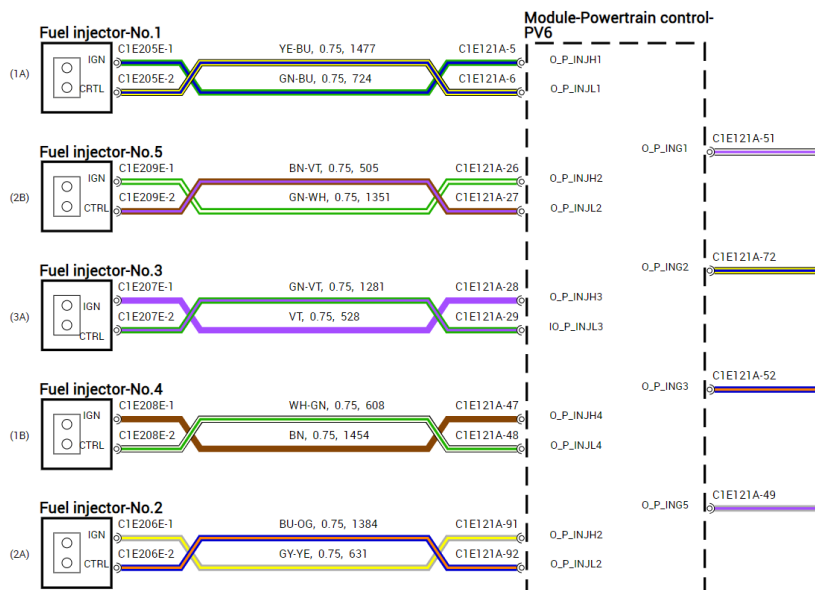 Module-Powertrain control-
PV6
Fuel injector-No.1
(1A)
IGN
CRTL
C1E205E-1
YE-BU, 0.75, 1477
C1E121A-5
O_P_INJH1
C1E205E-2
GN-BU, 0.75, 724
C1E121A-6
O_P_INJL1
O_P_ING1
C1E121A-51
Fuel injector-No.5
(2B)
IGN
CTRL
C1E209E-1
BN-VT, 0.75, 505
C1E121A-26
O_P_INJH2
C1E209E-2
GN-WH, 0.75, 1351
C1E121A-27
O_P_INJL2
O_P_ING2
C1E121A-72
Fuel injector-No.3
(3A)
IGN
CTRL
C1E207E-1
GN-VT, 0.75, 1281
C1E121A-28
O_P_INJH3
C1E207E-2
VT, 0.75, 528
C1E121A-29
IO_P_INJL3
O_P_ING3
C1E121A-52
Fuel injector-No.4
(1B)
IGN
CTRL
C1E208E-1
WH-GN, 0.75, 608
C1E121A-47
O_P_INJH4
C1E208E-2
BN, 0.75, 1454
C1E121A-48
O_P_INJL4
O_P_ING5
C1E121A-49
Fuel injector-No.2
(2A)
IGN
CTRL
C1E206E-1
BU-OG, 0.75, 1384
C1E121A-91
O_P_INJH2
C1E206E-2
GY-YE, 0.75, 631
C1E121A-92
O_P_INJL2